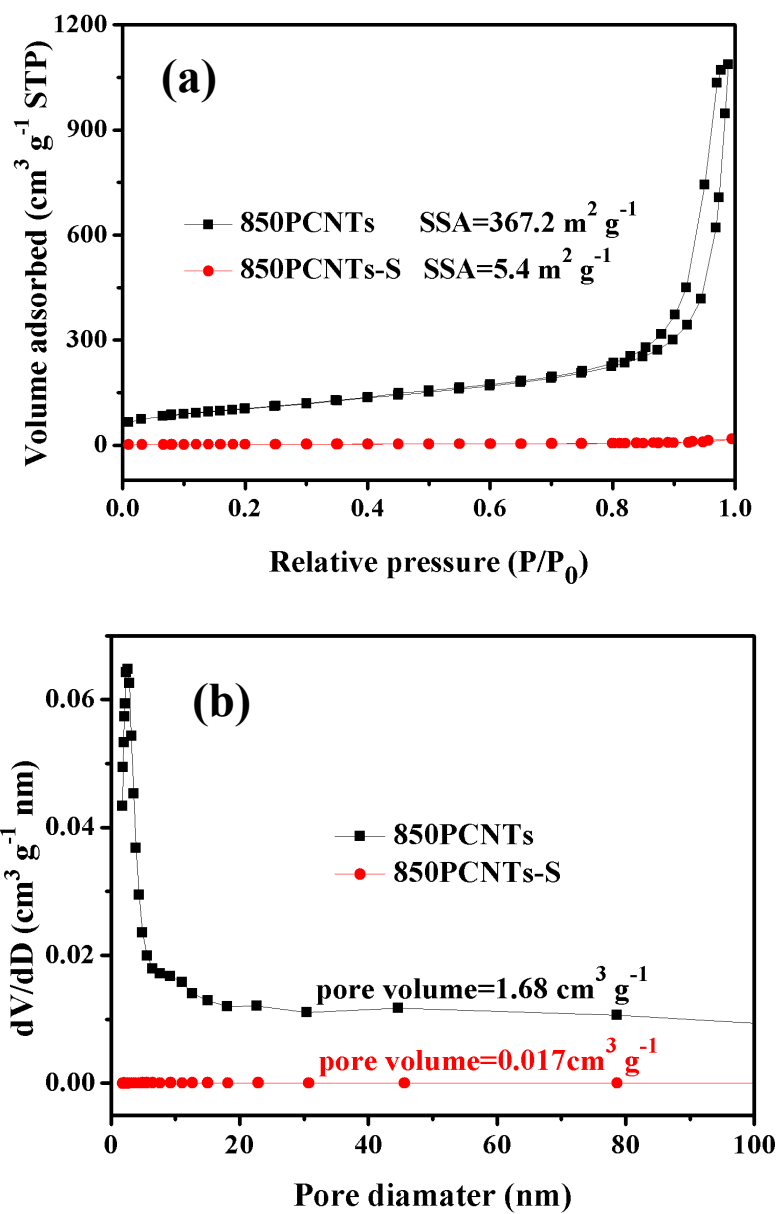 (a)
1200
900
600
300
0
Volume adsorbed (cm³ g⁻¹ STP)
850PCNTs SSA=367.2 m² g⁻¹
850PCNTs-S SSA=5.4 m² g⁻¹
0.0 0.2 0.4 0.6 0.8 1.0
Relative pressure (P/P₀)
(b)
0.06
0.04
0.02
0.00
dV/dD (cm³ g⁻¹ nm)
850PCNTs
850PCNTs-S
pore volume=1.68 cm³ g⁻¹
pore volume=0.017cm³ g⁻¹
0 20 40 60 80 100
Pore diamater (nm)